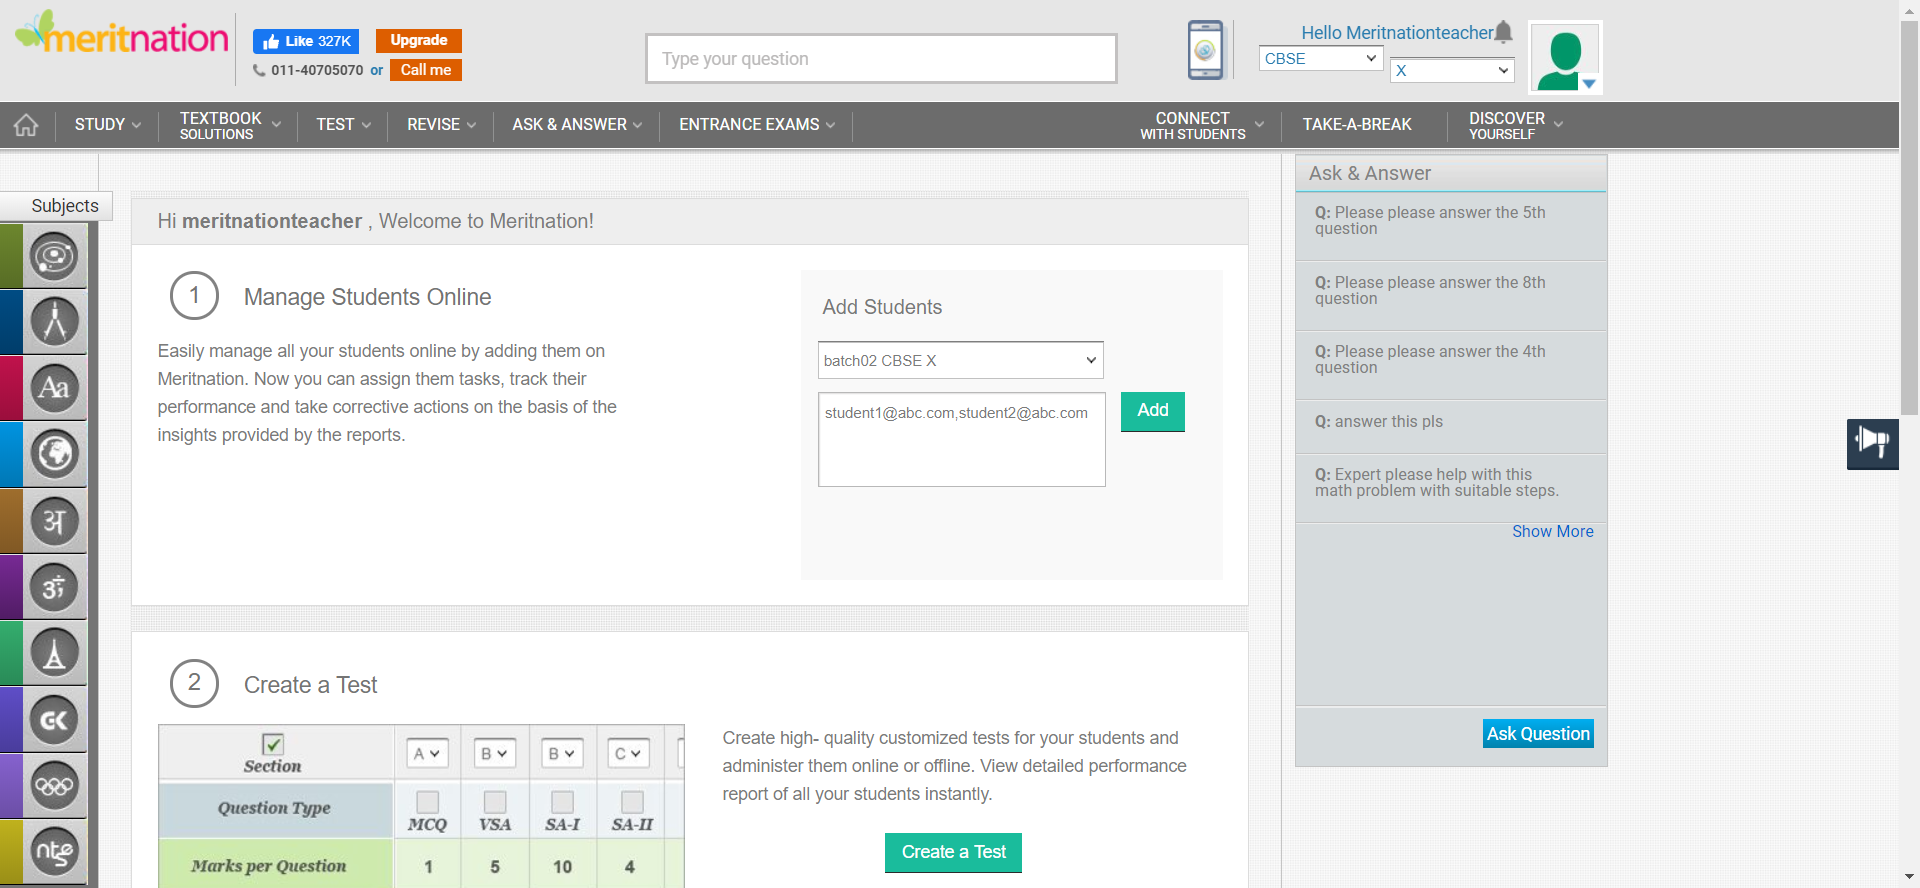 meritnation
Like 327K
Upgrade
011-40705070 or
Call me
Type your question
Hello Meritnationteacher
CBSE
X
STUDY
TEXTBOOK
SOLUTIONS
TEST
REVISE
ASK & ANSWER
ENTRANCE EXAMS
CONNECT
WITH STUDENTS
TAKE-A-BREAK
DISCOVER
YOURSELF
Subjects
Aa
अ
ॐ
GK
ntse
Hi meritnationteacher , Welcome to Meritnation!
1
Manage Students Online
Easily manage all your students online by adding them on
Meritnation. Now you can assign them tasks, track their
performance and take corrective actions on the basis of the
insights provided by the reports.
Add Students
batch02 CBSE X
student1@abc.com,student2@abc.com
Add
2
Create a Test
Section
A
B
B
C
Question Type
MCQ
VSA
SA-I
SA-II
Marks per Question
1
5
10
4
Create high- quality customized tests for your students and
administer them online or offline. View detailed performance
report of all your students instantly.
Create a Test
Ask & Answer
Q: Please please answer the 5th
question
Q: Please please answer the 8th
question
Q: Please please answer the 4th
question
Q: answer this pls
Q: Expert please help with this
math problem with suitable steps.
Show More
Ask Question